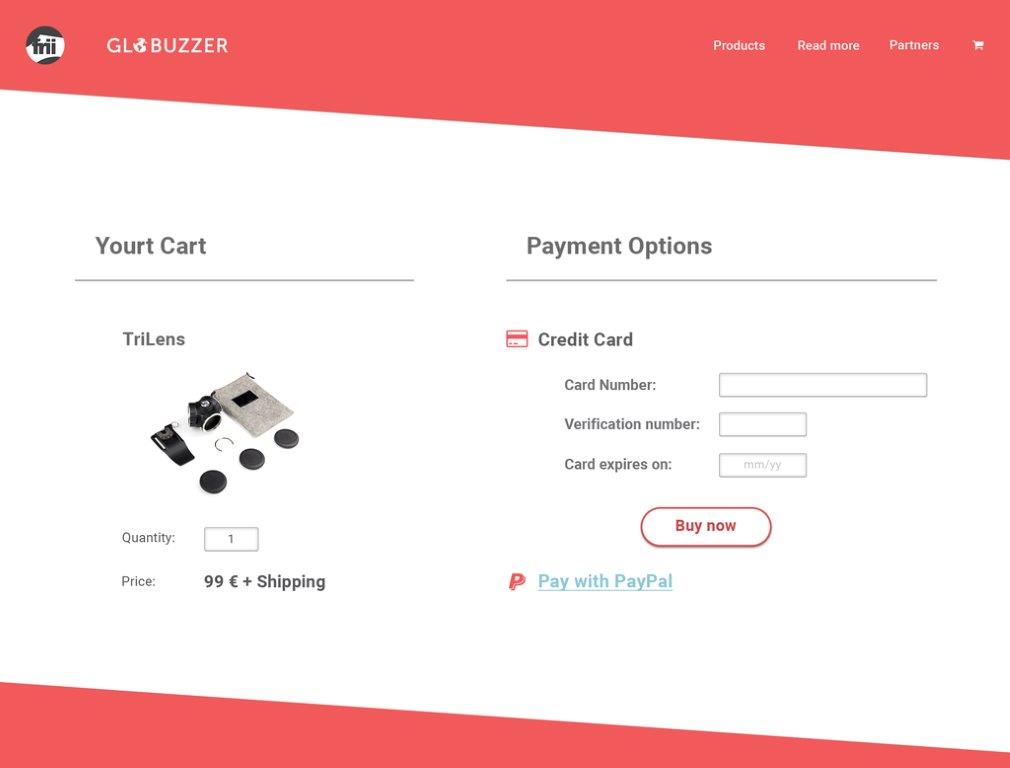 frii
GLOBUZZER
Products
Read more
Partners
Yourt Cart
TriLens
Quantity:
1
Price:
99 € + Shipping
Payment Options
Credit Card
Card Number:
Verification number:
Card expires on:
mm/yy
Buy now
Pay with PayPal